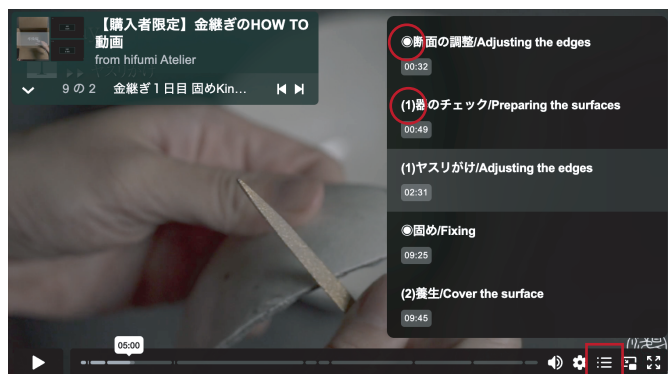 【購入者限定】金継ぎのHOW TO
動画
from hifumi Atelier
9 の 2 金継ぎ１日目 固めKin…
◉断面の調整/Adjusting the edges
00:32
(1)器のチェック/Preparing the surfaces
00:49
(1)ヤスリがけ/Adjusting the edges
02:31
◉固め/Fixing
09:25
(2)養生/Cover the surface
09:45
05:00